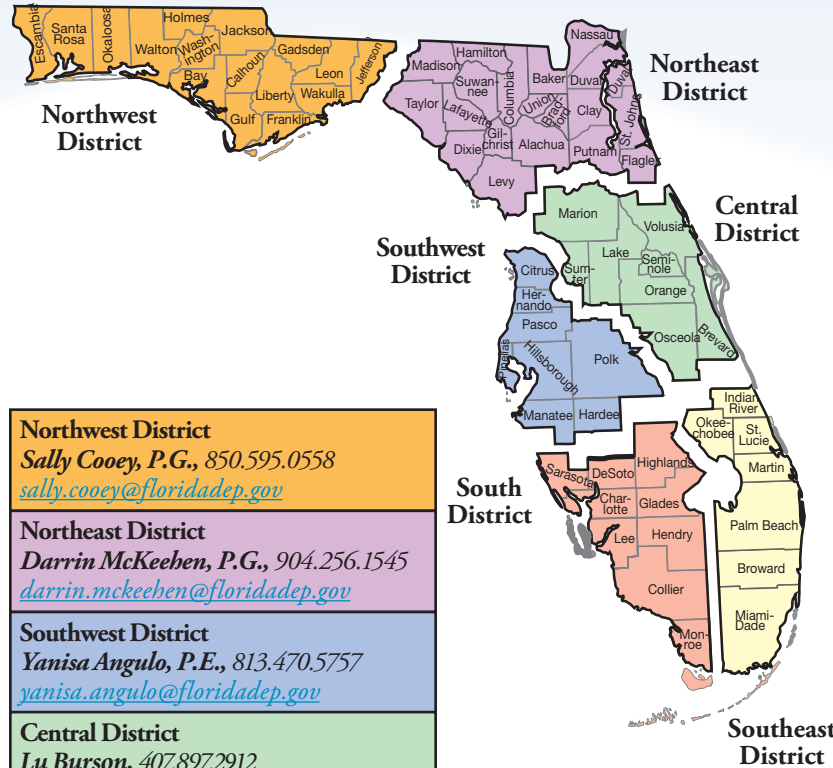 Escambia
Santa
Rosa
Okaloosa
Walton
Holmes
Wash-
ington
Bay
Jackson
Calhoun
Gulf
Liberty
Gadsden
Franklin
Leon
Wakulla
Jefferson
Northwest
District
Madison
Taylor
Hamilton
Suwan-
nee
Lafayette
Dixie
Columbia
Gil-
christ
Levy
Baker
Union
Brad-
ford
Alachua
Nassau
Duval
Duval
Clay
St. Johns
Putnam
Flagler
Northeast
District
Marion
Sum-
ter
Lake
Volusia
Semi-
nole
Orange
Osceola
Brevard
Central
District
Southwest
District
Citrus
Her-
nando
Pasco
Pinellas
Hillsborough
Polk
Manatee
Hardee
South
District
Sarasota
DeSoto
Highlands
Char-
lotte
Glades
Lee
Hendry
Collier
Mon-
roe
Indian
River
Okee-
chobee
St.
Lucie
Martin
Palm Beach
Broward
Miami-
Dade
Southeast
District
Northwest District
Sally Cooey, P.G., 850.595.0558
sally.cooey@floridadep.gov
Northeast District
Darrin McKeehen, P.G., 904.256.1545
darrin.mckeehen@floridadep.gov
Southwest District
Yanisa Angulo, P.E., 813.470.5757
yanisa.angulo@floridadep.gov
Central District
Lu Burson, 407.897.2912